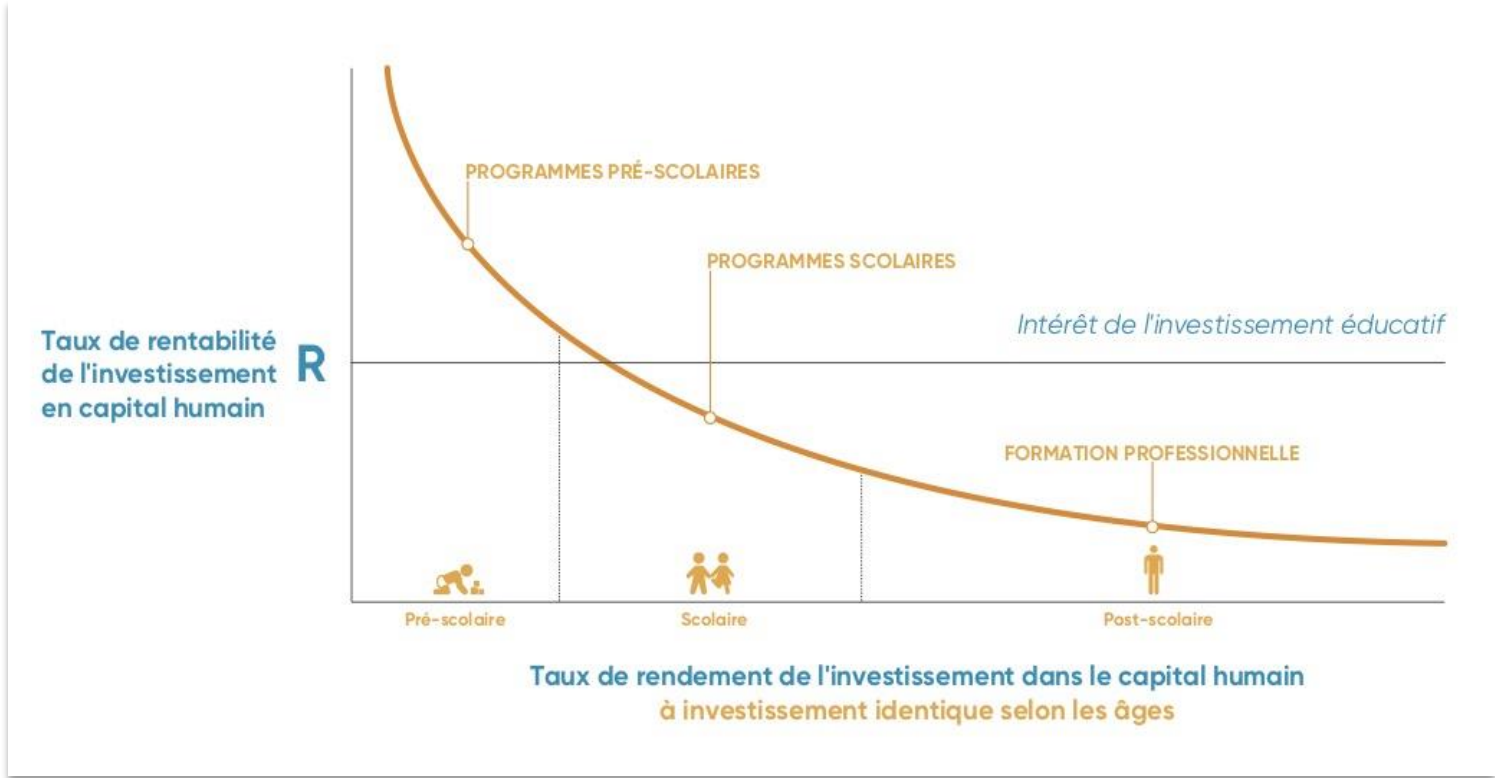 PROGRAMMES PRÉ-SCOLAIRES
PROGRAMMES SCOLAIRES
Intérêt de l'investissement éducatif
Taux de rentabilité
de l'investissement
en capital humain
R
FORMATION PROFESSIONNELLE
Pré-scolaire
Scolaire
Post-scolaire
Taux de rendement de l'investissement dans le capital humain
à investissement identique selon les âges